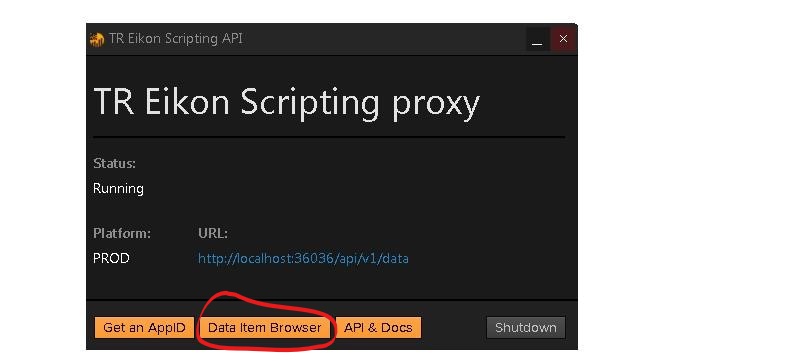 TR Eikon Scripting API
TR Eikon Scripting proxy
Status:
Running
Platform: URL:
PROD http://localhost:36036/api/v1/data
Get an AppID Data Item Browser API & Docs Shutdown